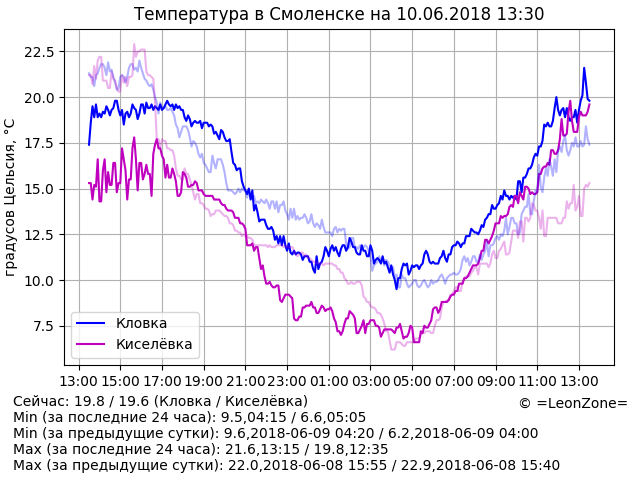 Температура в Смоленске на 10.06.2018 13:30
градусов Цельсия, °C
22.5
20.0
17.5
15.0
12.5
10.0
7.5
Кловка
Киселёвка
13:00 15:00 17:00 19:00 21:00 23:00 01:00 03:00 05:00 07:00 09:00 11:00 13:00
Сейчас: 19.8 / 19.6 (Кловка / Киселёвка)
© =LeonZone=
Min (за последние 24 часа): 9.5,04:15 / 6.6,05:05
Min (за предыдущие сутки): 9.6,2018-06-09 04:20 / 6.2,2018-06-09 04:00
Max (за последние 24 часа): 21.6,13:15 / 19.8,12:35
Max (за предыдущие сутки): 22.0,2018-06-08 15:55 / 22.9,2018-06-08 15:40